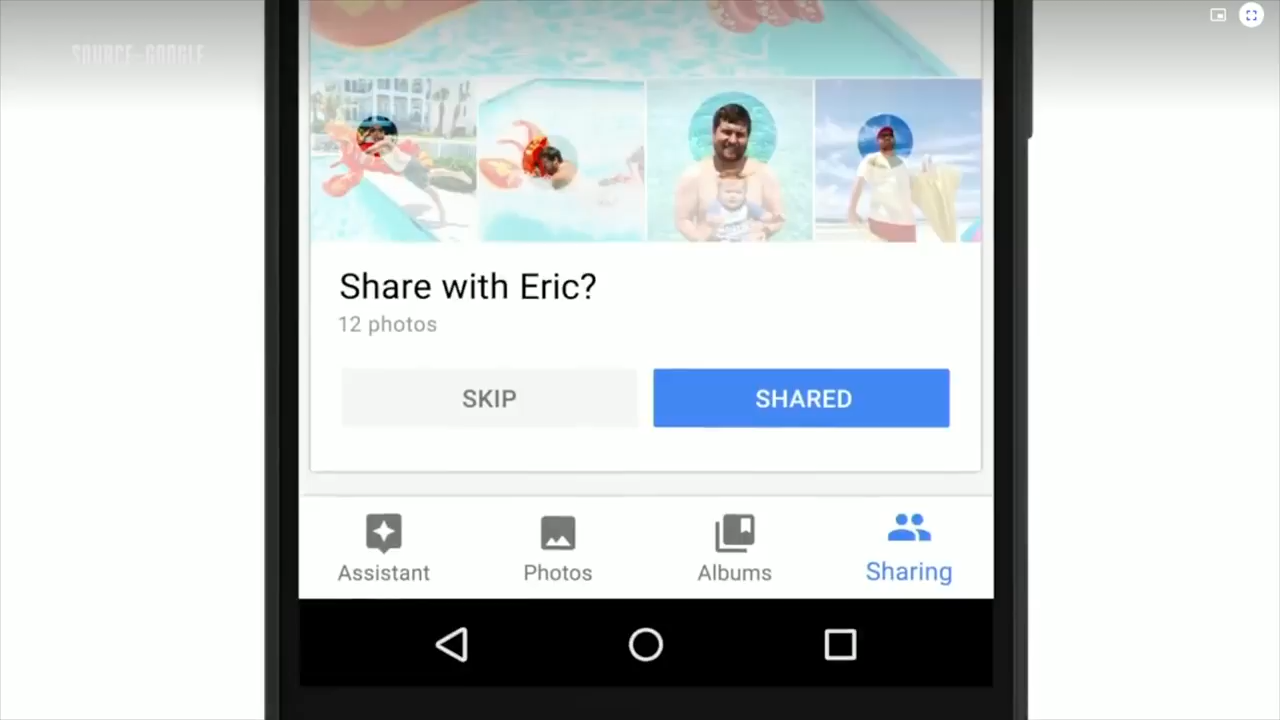 SOURCE-GOOGLE
Share with Eric?
12 photos
SKIP
SHARED
Assistant
Photos
Albums
Sharing